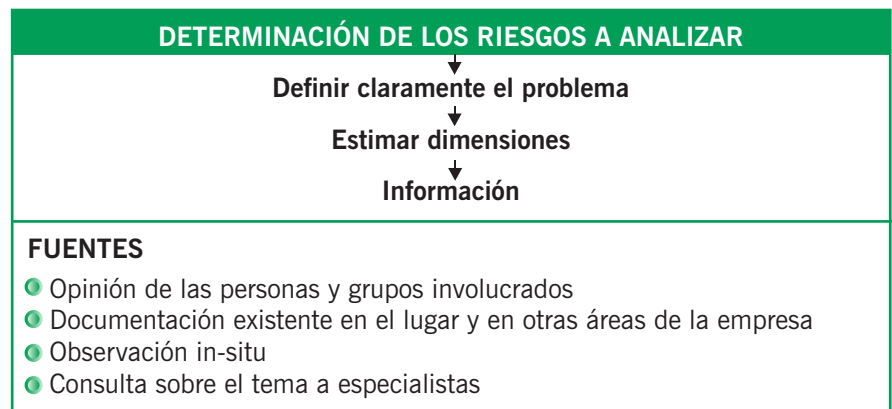 DETERMINACIÓN DE LOS RIESGOS A ANALIZAR
Definir claramente el problema
Estimar dimensiones
Información
FUENTES
Opinión de las personas y grupos involucrados
Documentación existente en el lugar y en otras áreas de la empresa
Observación in-situ
Consulta sobre el tema a especialistas